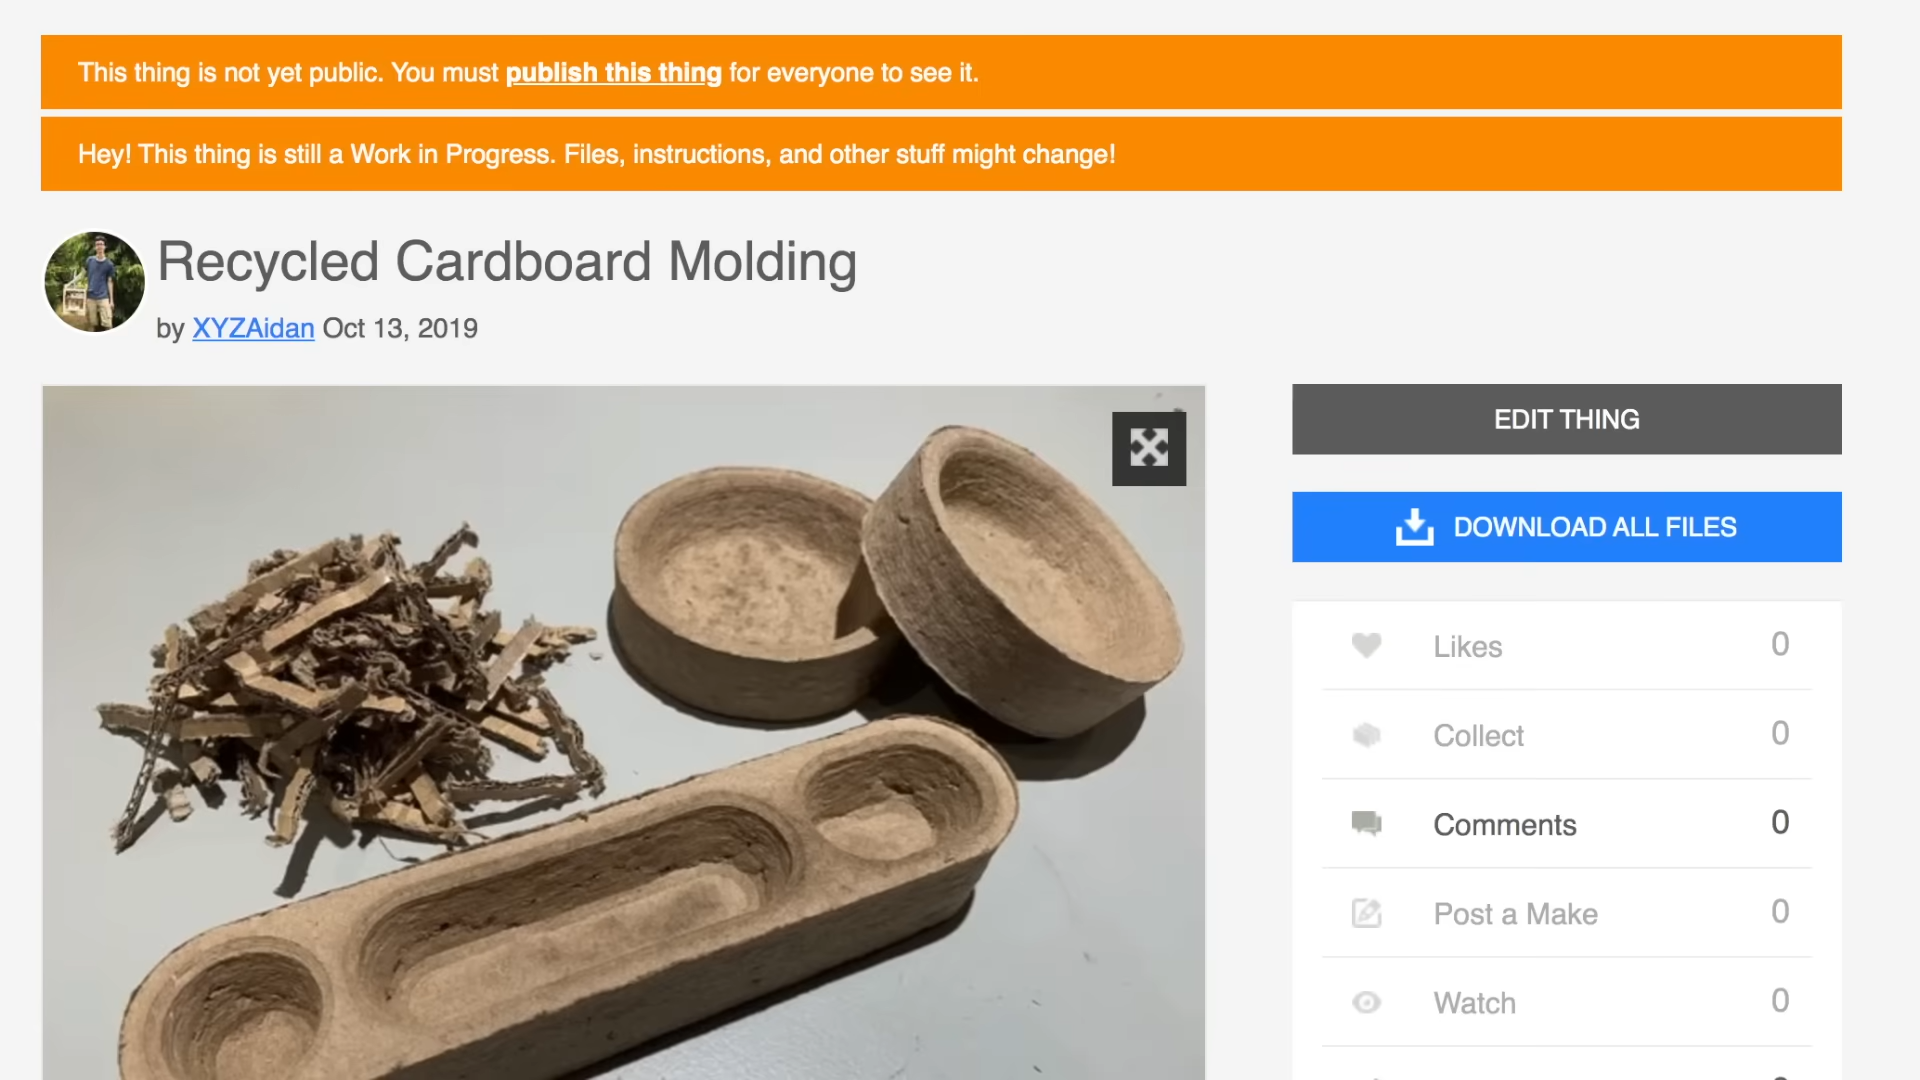 This thing is not yet public. You must publish this thing for everyone to see it.
Hey! This thing is still a Work in Progress. Files, instructions, and other stuff might change!
Recycled Cardboard Molding
by XYZAidan Oct 13, 2019
EDIT THING
DOWNLOAD ALL FILES
Likes 0
Collect 0
Comments 0
Post a Make 0
Watch 0